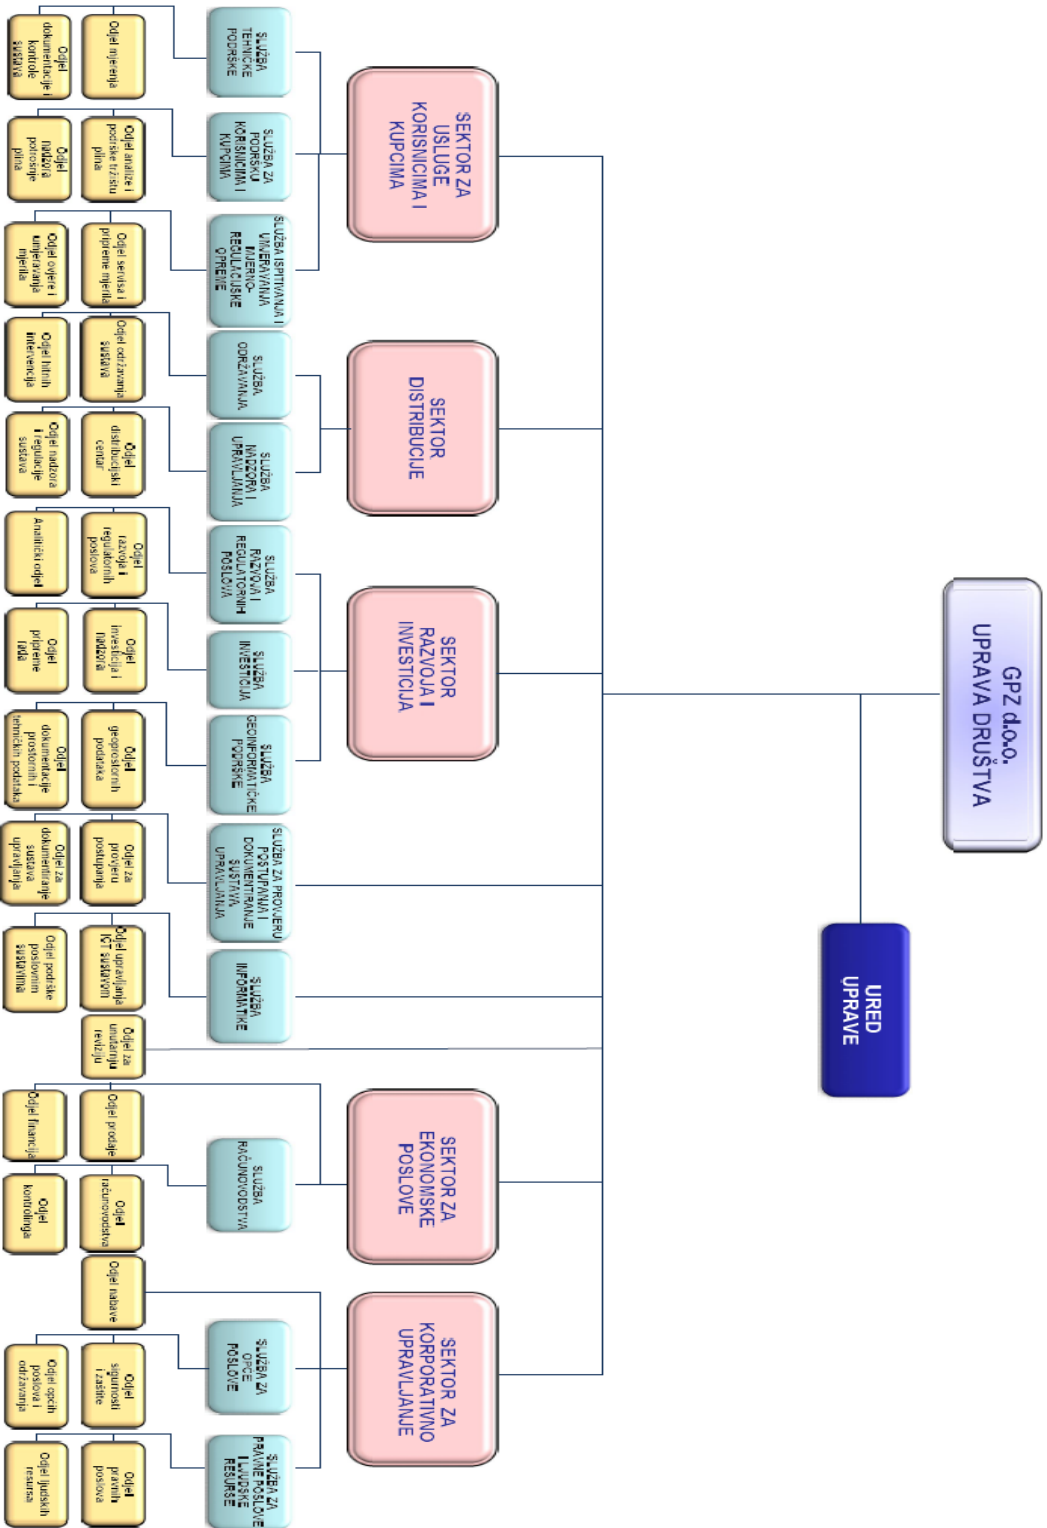 GPZ d.o.o.
UPRAVA DRUŠTVA
URED
UPRAVE
SEKTOR ZA
USLUGE
KORISNICIMA I
KUPCIMA
SEKTOR
DISTRIBUCIJE
SEKTOR
RAZVOJA I
INVESTICIJA
SEKTOR ZA
EKONOMSKE
POSLOVE
SEKTOR ZA
KORPORATIVNO
UPRAVLJANJE
SLUŽBA
TEHNIČKE
PODRŠKE
SLUŽBA ZA
PODRŠKU
KORISNICIMA I
KUPCIMA
SLUŽBA ISPITIVANJA I
UMJERAVANJA
MJERNO-
REGULACIJSKE
OPREME
SLUŽBA
ODRŽAVANJA
SLUŽBA
NADZORA I
UPRAVLJANJA
SLUŽBA
RAZVOJA I
REGULATORNIH
POSLOVA
SLUŽBA
INVESTICIJA
SLUŽBA
GEOINFORMATIČKE
PODRŠKE
SLUŽBA ZA PROVJERU
POSTUPANJA I
DOKUMENTIRANJE
SUSTAVA
UPRAVLJANJA
SLUŽBA
INFORMATIKE
SLUŽBA
RAČUNOVODSTVA
SLUŽBA ZA
OPĆE
POSLOVE
SLUŽBA ZA
PRAVNE POSLOVE
I LJUDSKE
RESURSE
Odjel mjerenja
Odjel analize i
podrške tržištu
plina
Odjel servisa i
pripreme mjerila
Odjel održavanja
sustava
Odjel
distribucijski
centar
Odjel
razvoja i
regulatornih
poslova
Odjel
investicija i
nadzora
Odjel
geoprostornih
podataka
Odjel za
provjeru
postupanja
Odjel upravljanja
ICT sustavom
Odjel za
unutarnju
reviziju
Odjel prodaje
Odjel
računovodstva
Odjel nabave
Odjel
sigurnosti
i zaštite
Odjel
pravnih
poslova
Odjel
dokumentacije i
kontrole
sustava
Odjel
nadzora
potrošnje
plina
Odjel ovjere i
umjeravanja
mjerila
Odjel hitnih
intervencija
Odjel nadzora
i regulacije
sustava
Analitički odjel
Odjel
pripreme
rada
Odjel
dokumentacije
prostornih i
tehničkih podataka
Odjel za
dokumentiranje
sustava
upravljanja
Odjel podrške
poslovnim
sustavima
Odjel financija
Odjel
kontrolinga
Odjel općih
poslova i
održavanja
Odjel ljudskih
resursa